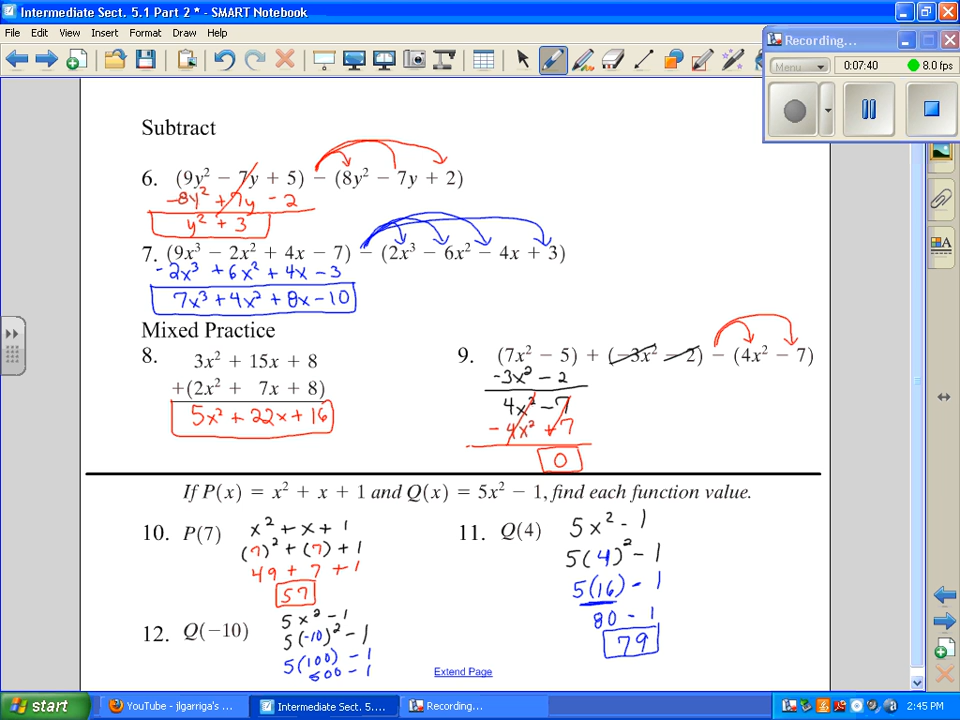 Intermediate Sect. 5.1 Part 2 * - SMART Notebook
File Edit View Insert Format Draw Help
Recording...
Menu 0:07:40 8.0 fps
Subtract
6. (9y² − 7y + 5) − (8y² − 7y + 2)
-8y² + 7y - 2
y² + 3
7. (9x³ − 2x² + 4x − 7) − (2x³ − 6x² − 4x + 3)
- 2x³ + 6x² + 4x - 3
7x³ + 4x² + 8x - 10
Mixed Practice
8. 3x² + 15x + 8
+(2x² + 7x + 8)
5x² + 22x + 16
9. (7x² − 5) + (−3x² − 2) − (4x² − 7)
-3x² - 2
4x² - 7
- 4x² + 7
0
If P(x) = x² + x + 1 and Q(x) = 5x² − 1, find each function value.
10. P(7) x² + x + 1
(7)² + (7) + 1
49 + 7 + 1
57
11. Q(4) 5x² - 1
5(4)² - 1
5(16) - 1
80 - 1
79
12. Q(−10) 5x² - 1
5(-10)² - 1
5(100) - 1
500 - 1
Extend Page
start YouTube - jlgarriga's ... Intermediate Sect. 5.... Recording... 2:45 PM